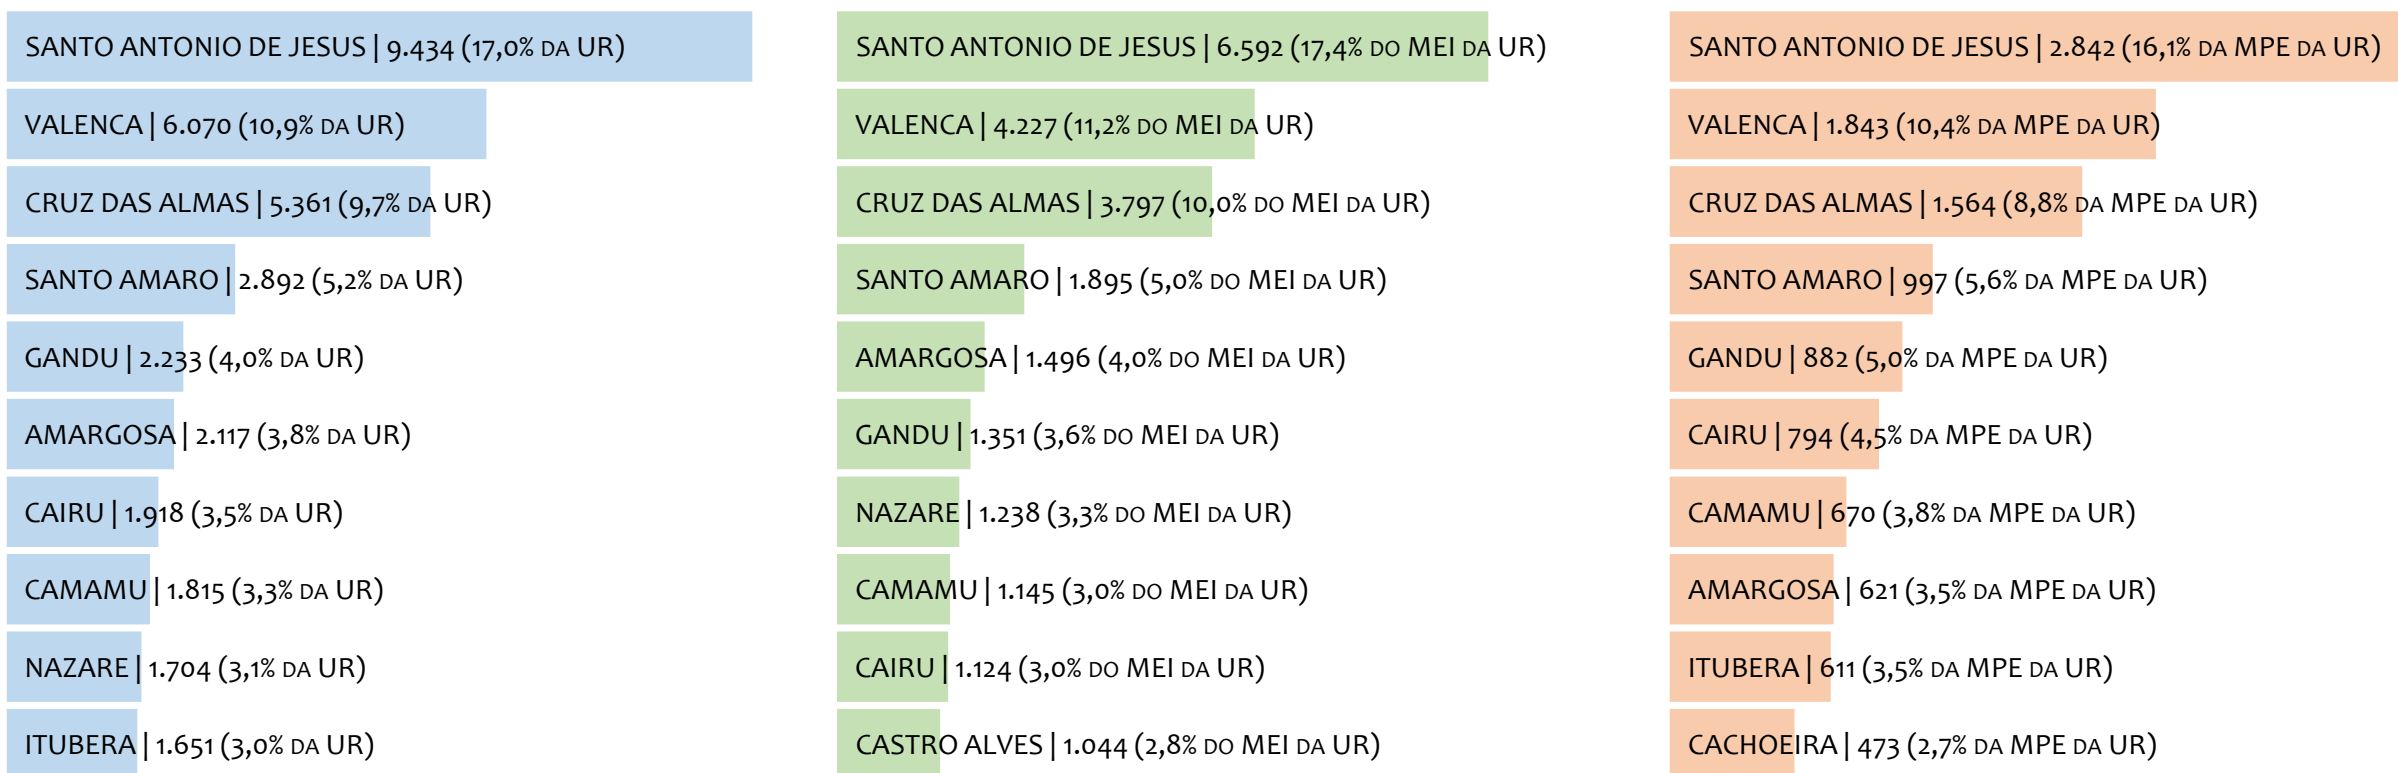 SANTO ANTONIO DE JESUS | 9.434 (17,0% DA UR)
VALENCA | 6.070 (10,9% DA UR)
CRUZ DAS ALMAS | 5.361 (9,7% DA UR)
SANTO AMARO | 2.892 (5,2% DA UR)
GANDU | 2.233 (4,0% DA UR)
AMARGOSA | 2.117 (3,8% DA UR)
CAIRU | 1.918 (3,5% DA UR)
CAMAMU | 1.815 (3,3% DA UR)
NAZARE | 1.704 (3,1% DA UR)
ITUBERA | 1.651 (3,0% DA UR)
SANTO ANTONIO DE JESUS | 6.592 (17,4% DO MEI DA UR)
VALENCA | 4.227 (11,2% DO MEI DA UR)
CRUZ DAS ALMAS | 3.797 (10,0% DO MEI DA UR)
SANTO AMARO | 1.895 (5,0% DO MEI DA UR)
AMARGOSA | 1.496 (4,0% DO MEI DA UR)
GANDU | 1.351 (3,6% DO MEI DA UR)
NAZARE | 1.238 (3,3% DO MEI DA UR)
CAMAMU | 1.145 (3,0% DO MEI DA UR)
CAIRU | 1.124 (3,0% DO MEI DA UR)
CASTRO ALVES | 1.044 (2,8% DO MEI DA UR)
SANTO ANTONIO DE JESUS | 2.842 (16,1% DA MPE DA UR)
VALENCA | 1.843 (10,4% DA MPE DA UR)
CRUZ DAS ALMAS | 1.564 (8,8% DA MPE DA UR)
SANTO AMARO | 997 (5,6% DA MPE DA UR)
GANDU | 882 (5,0% DA MPE DA UR)
CAIRU | 794 (4,5% DA MPE DA UR)
CAMAMU | 670 (3,8% DA MPE DA UR)
AMARGOSA | 621 (3,5% DA MPE DA UR)
ITUBERA | 611 (3,5% DA MPE DA UR)
CACHOEIRA | 473 (2,7% DA MPE DA UR)